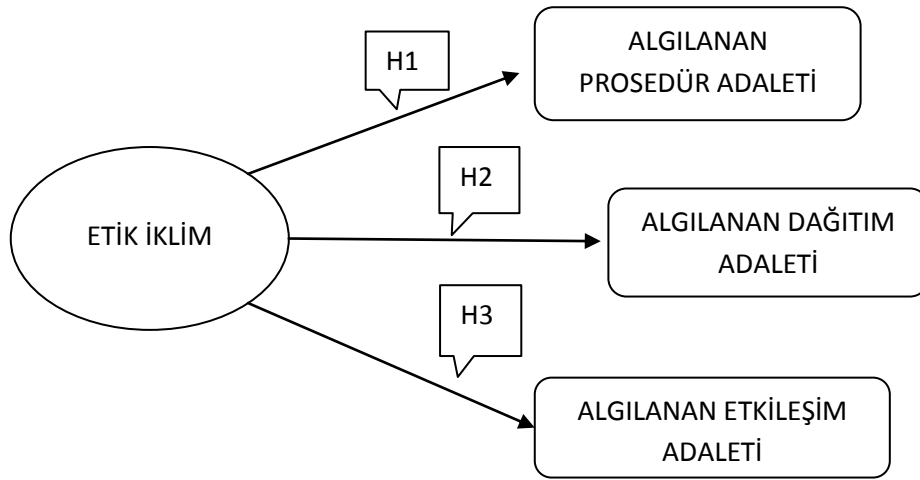 H1
ALGILANAN
PROSEDÜR ADALETİ
H2
ETİK İKLİM
ALGILANAN DAĞITIM
ADALETİ
H3
ALGILANAN ETKİLEŞİM
ADALETİ